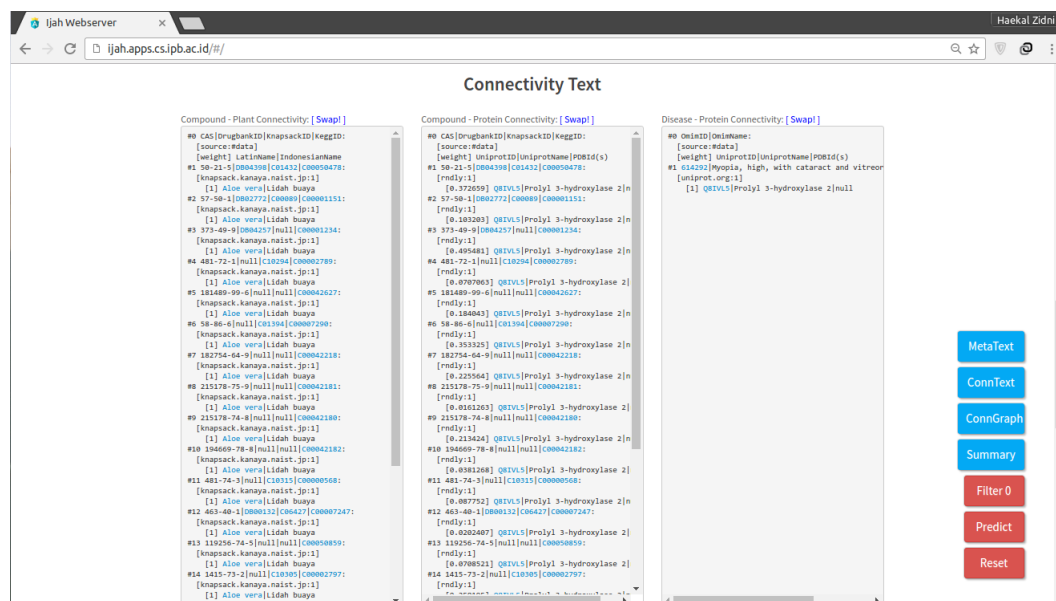 Ijah Webserver
Haekal Zidni
ijah.apps.cs.ipb.ac.id/#/
Connectivity Text
Compound - Plant Connectivity: [ Swap! ]
#0 CAS|DrugbankID|KnapsackID|KeggID:
[source:#data]
[weight] LatinName|IndonesianName
#1 50-21-5|DB04398|C01432|C00050478:
[knapsack.kanaya.naist.jp:1]
[1] Aloe vera|Lidah buaya
#2 57-50-1|DB02772|C00089|C00001151:
[knapsack.kanaya.naist.jp:1]
[1] Aloe vera|Lidah buaya
#3 373-49-9|DB04257|null|C00001234:
[knapsack.kanaya.naist.jp:1]
[1] Aloe vera|Lidah buaya
#4 481-72-1|null|C10294|C00002789:
[knapsack.kanaya.naist.jp:1]
[1] Aloe vera|Lidah buaya
#5 181489-99-6|null|null|C00042627:
[knapsack.kanaya.naist.jp:1]
[1] Aloe vera|Lidah buaya
#6 58-86-6|null|C01394|C00007290:
[knapsack.kanaya.naist.jp:1]
[1] Aloe vera|Lidah buaya
#7 182754-64-9|null|null|C00042218:
[knapsack.kanaya.naist.jp:1]
[1] Aloe vera|Lidah buaya
#8 215178-75-9|null|null|C00042181:
[knapsack.kanaya.naist.jp:1]
[1] Aloe vera|Lidah buaya
#9 215178-74-8|null|null|C00042180:
[knapsack.kanaya.naist.jp:1]
[1] Aloe vera|Lidah buaya
#10 194669-78-8|null|null|C00042182:
[knapsack.kanaya.naist.jp:1]
[1] Aloe vera|Lidah buaya
#11 481-74-3|null|C10315|C00000568:
[knapsack.kanaya.naist.jp:1]
[1] Aloe vera|Lidah buaya
#12 463-40-1|DB00132|C06427|C00007247:
[knapsack.kanaya.naist.jp:1]
[1] Aloe vera|Lidah buaya
#13 119256-74-5|null|null|C00050859:
[knapsack.kanaya.naist.jp:1]
[1] Aloe vera|Lidah buaya
#14 1415-73-2|null|C10305|C00002797:
[knapsack.kanaya.naist.jp:1]
[1] Aloe vera|Lidah buaya
Compound - Protein Connectivity: [ Swap! ]
#0 CAS|DrugbankID|KnapsackID|KeggID:
[source:#data]
[weight] UniprotID|UniprotName|PDBId(s)
#1 50-21-5|DB04398|C01432|C00050478:
[rndly:1]
[0.372659] Q8IVL5|Prolyl 3-hydroxylase 2|n
#2 57-50-1|DB02772|C00089|C00001151:
[rndly:1]
[0.103203] Q8IVL5|Prolyl 3-hydroxylase 2|n
#3 373-49-9|DB04257|null|C00001234:
[rndly:1]
[0.495481] Q8IVL5|Prolyl 3-hydroxylase 2|n
#4 481-72-1|null|C10294|C00002789:
[rndly:1]
[0.0707063] Q8IVL5|Prolyl 3-hydroxylase 2|
#5 181489-99-6|null|null|C00042627:
[rndly:1]
[0.184043] Q8IVL5|Prolyl 3-hydroxylase 2|n
#6 58-86-6|null|C01394|C00007290:
[rndly:1]
[0.353325] Q8IVL5|Prolyl 3-hydroxylase 2|n
#7 182754-64-9|null|null|C00042218:
[rndly:1]
[0.225564] Q8IVL5|Prolyl 3-hydroxylase 2|n
#8 215178-75-9|null|null|C00042181:
[rndly:1]
[0.0161263] Q8IVL5|Prolyl 3-hydroxylase 2|
#9 215178-74-8|null|null|C00042180:
[rndly:1]
[0.213424] Q8IVL5|Prolyl 3-hydroxylase 2|n
#10 194669-78-8|null|null|C00042182:
[rndly:1]
[0.0381268] Q8IVL5|Prolyl 3-hydroxylase 2|
#11 481-74-3|null|C10315|C00000568:
[rndly:1]
[0.087752] Q8IVL5|Prolyl 3-hydroxylase 2|n
#12 463-40-1|DB00132|C06427|C00007247:
[rndly:1]
[0.0202407] Q8IVL5|Prolyl 3-hydroxylase 2|
#13 119256-74-5|null|null|C00050859:
[rndly:1]
[0.0708521] Q8IVL5|Prolyl 3-hydroxylase 2|
#14 1415-73-2|null|C10305|C00002797:
[rndly:1]
Disease - Protein Connectivity: [ Swap! ]
#0 OmimID|OmimName:
[source:#data]
[weight] UniprotID|UniprotName|PDBId(s)
#1 614292|Myopia, high, with cataract and vitreor
[uniprot.org:1]
[1] Q8IVL5|Prolyl 3-hydroxylase 2|null
MetaText
ConnText
ConnGraph
Summary
Filter 0
Predict
Reset